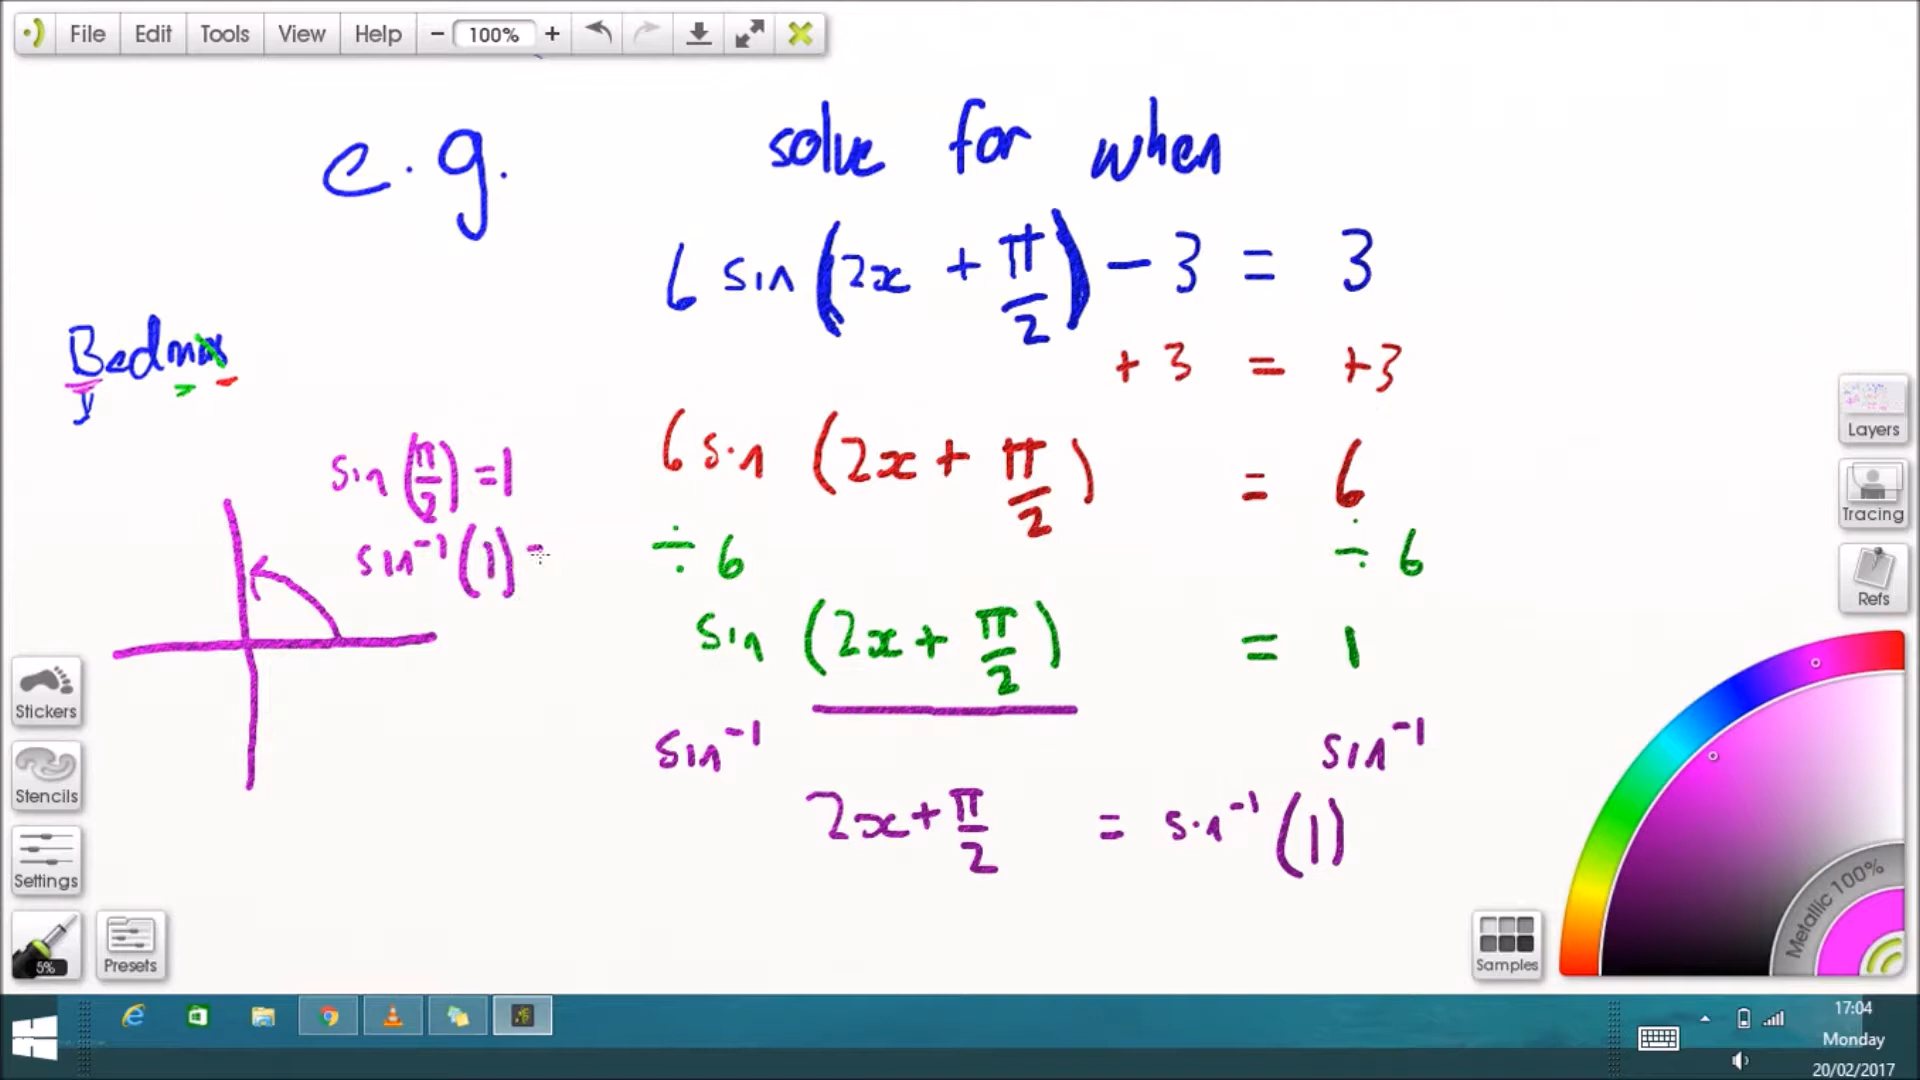 File Edit Tools View Help − 100% +
e.g. solve for when
6 sin (2x + π/2) − 3 = 3
+ 3 = +3
6 sin (2x + π/2) = 6
÷ 6 ÷ 6
sin (2x + π/2) = 1
sin⁻¹ sin⁻¹
2x + π/2 = sin⁻¹ (1)
sin (π/2) = 1
sin⁻¹ (1) =
Layers
Tracing
Refs
Stickers
Stencils
Settings
5%
Presets
Samples
Metallic 100%
17:04
Monday
20/02/2017